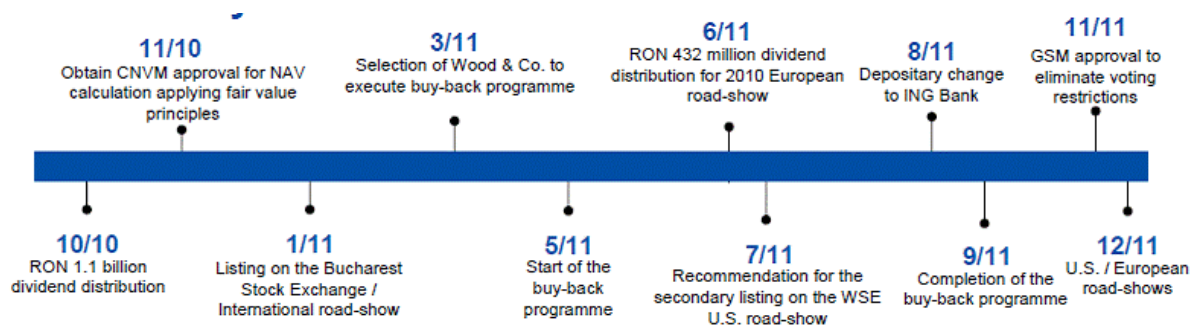 11/10
Obtain CNVM approval for NAV
calculation applying fair value
principles
3/11
Selection of Wood & Co. to
execute buy-back programme
6/11
RON 432 million dividend
distribution for 2010 European
road-show
8/11
Depositary change
to ING Bank
11/11
GSM approval to
eliminate voting
restrictions
10/10
RON 1.1 billion
dividend distribution
1/11
Listing on the Bucharest
Stock Exchange /
International road-show
5/11
Start of the
buy-back
programme
7/11
Recommendation for the
secondary listing on the WSE
U.S. road-show
9/11
Completion of the
buy-back programme
12/11
U.S. / European
road-shows